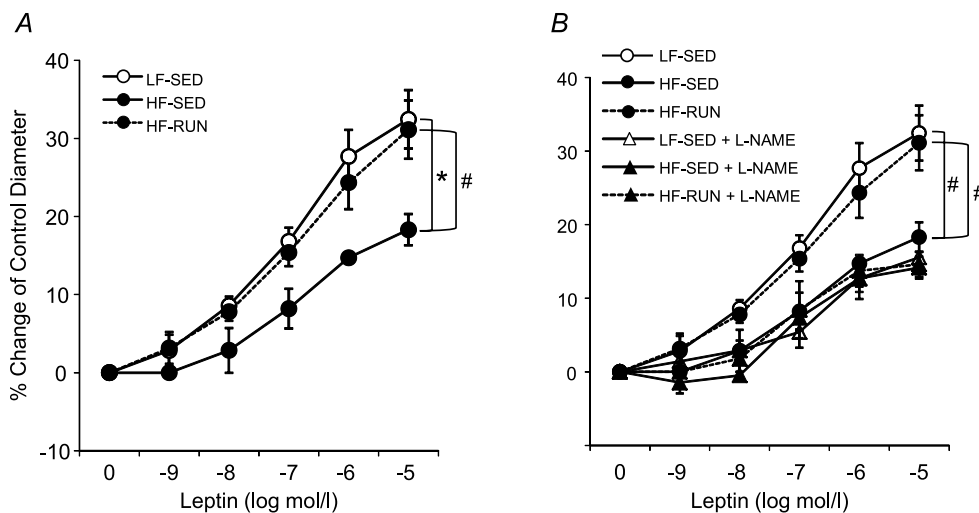 A
% Change of Control Diameter
40
30
20
10
0
-10
LF-SED
HF-SED
HF-RUN
*
#
0 -9 -8 -7 -6 -5
Leptin (log mol/l)
B
40
30
20
10
0
LF-SED
HF-SED
HF-RUN
LF-SED + L-NAME
HF-SED + L-NAME
HF-RUN + L-NAME
#
#
0 -9 -8 -7 -6 -5
Leptin (log mol/l)